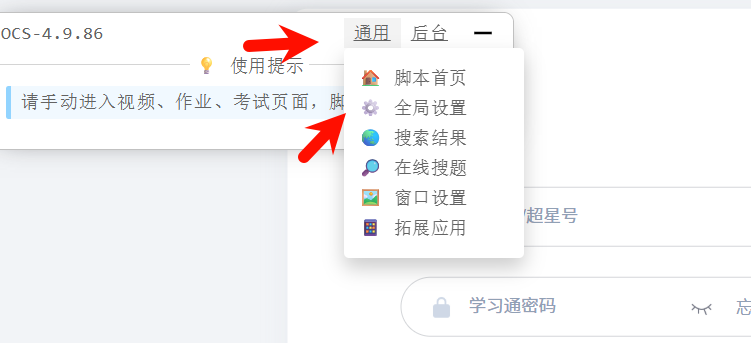 OCS-4.9.86
通用 后台
使用提示
请手动进入视频、作业、考试页面，脚
脚本首页
全局设置
搜索结果
在线搜题
窗口设置
拓展应用
/超星号
学习通密码
忘